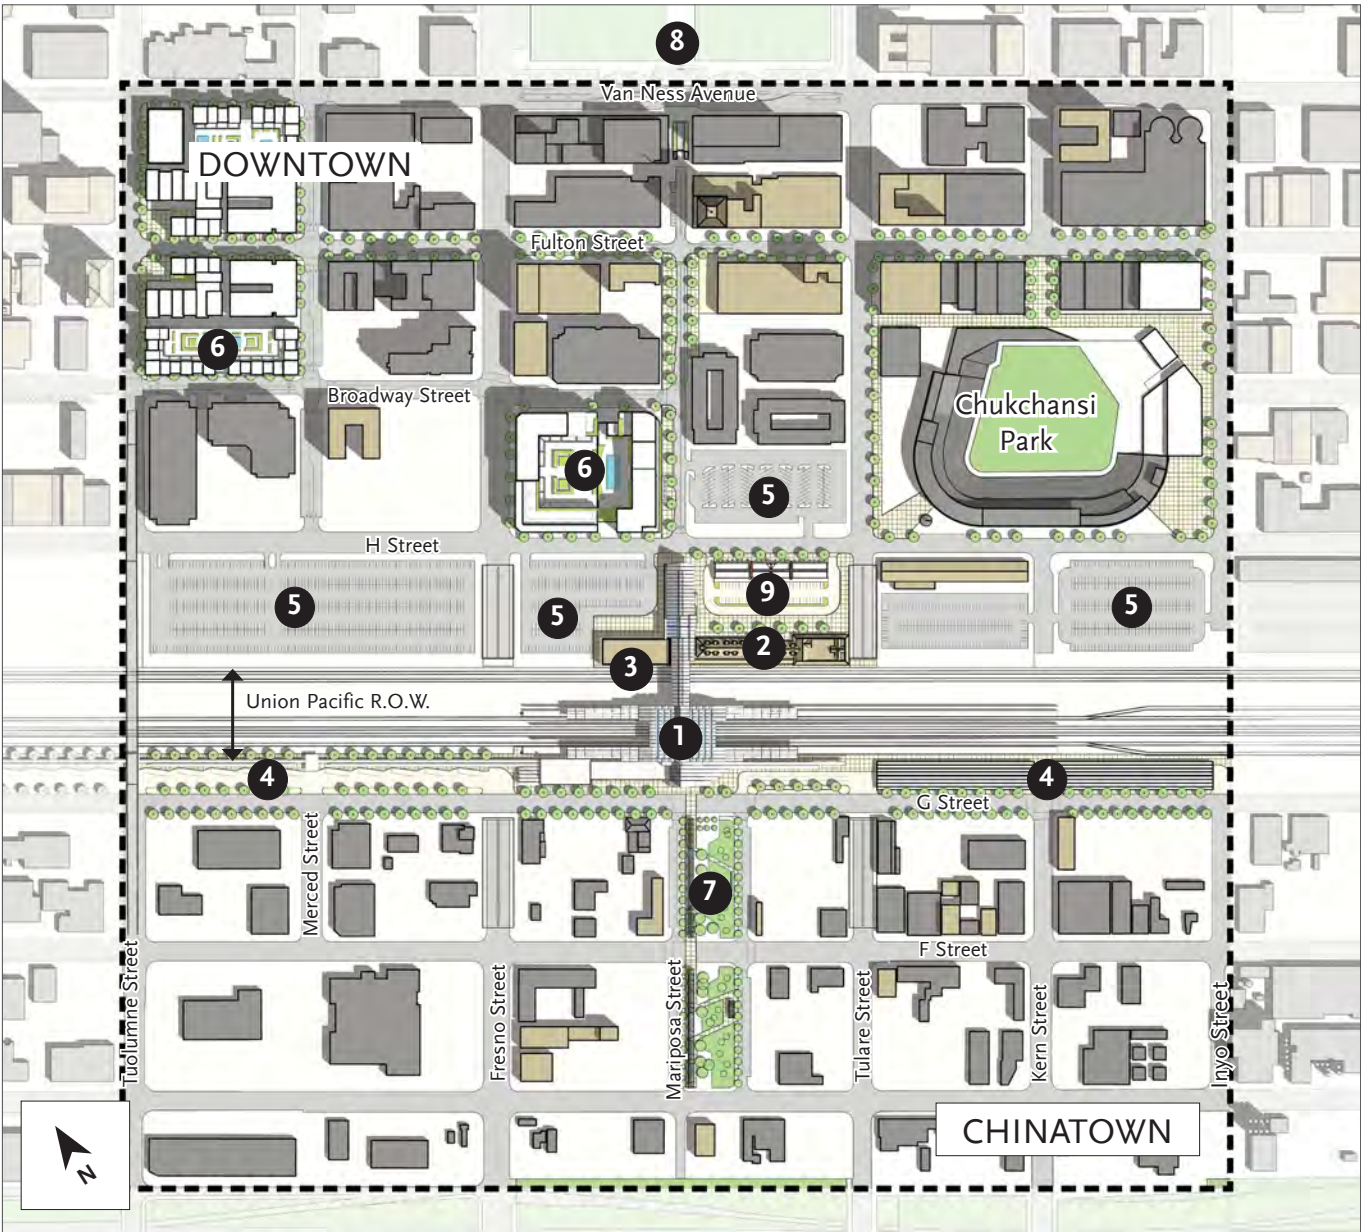 8
Van Ness Avenue
DOWNTOWN
Fulton Street
6
Broadway Street
Chukchansi
Park
6
5
H Street
5
5
9
5
2
3
Union Pacific R.O.W.
1
4
4
G Street
Merced Street
7
F Street
Tuolumne Street
Fresno Street
Mariposa Street
Tulare Street
Kern Street
Inyo Street
CHINATOWN
N